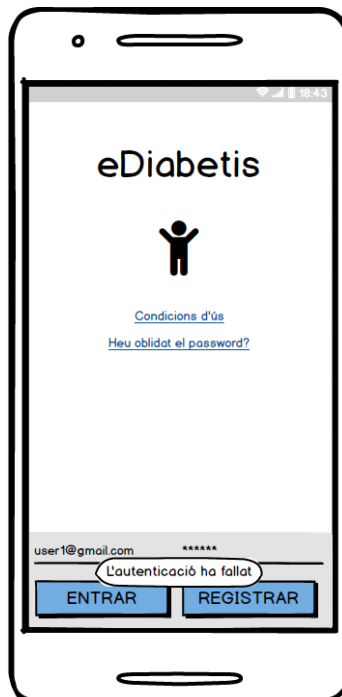 18:43
eDiabetis
Condicions d'ús
Heu oblidat el password?
user1@gmail.com ******
L'autenticació ha fallat
ENTRAR REGISTRAR